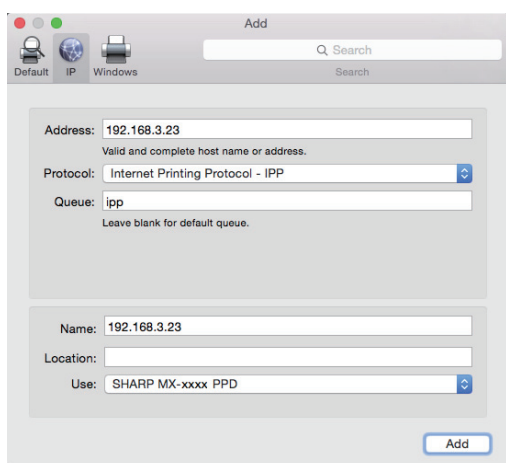 Add
Search
Default IP Windows Search
Address: 192.168.3.23
Valid and complete host name or address.
Protocol: Internet Printing Protocol - IPP
Queue: ipp
Leave blank for default queue.
Name: 192.168.3.23
Location:
Use: SHARP MX-xxxx PPD
Add